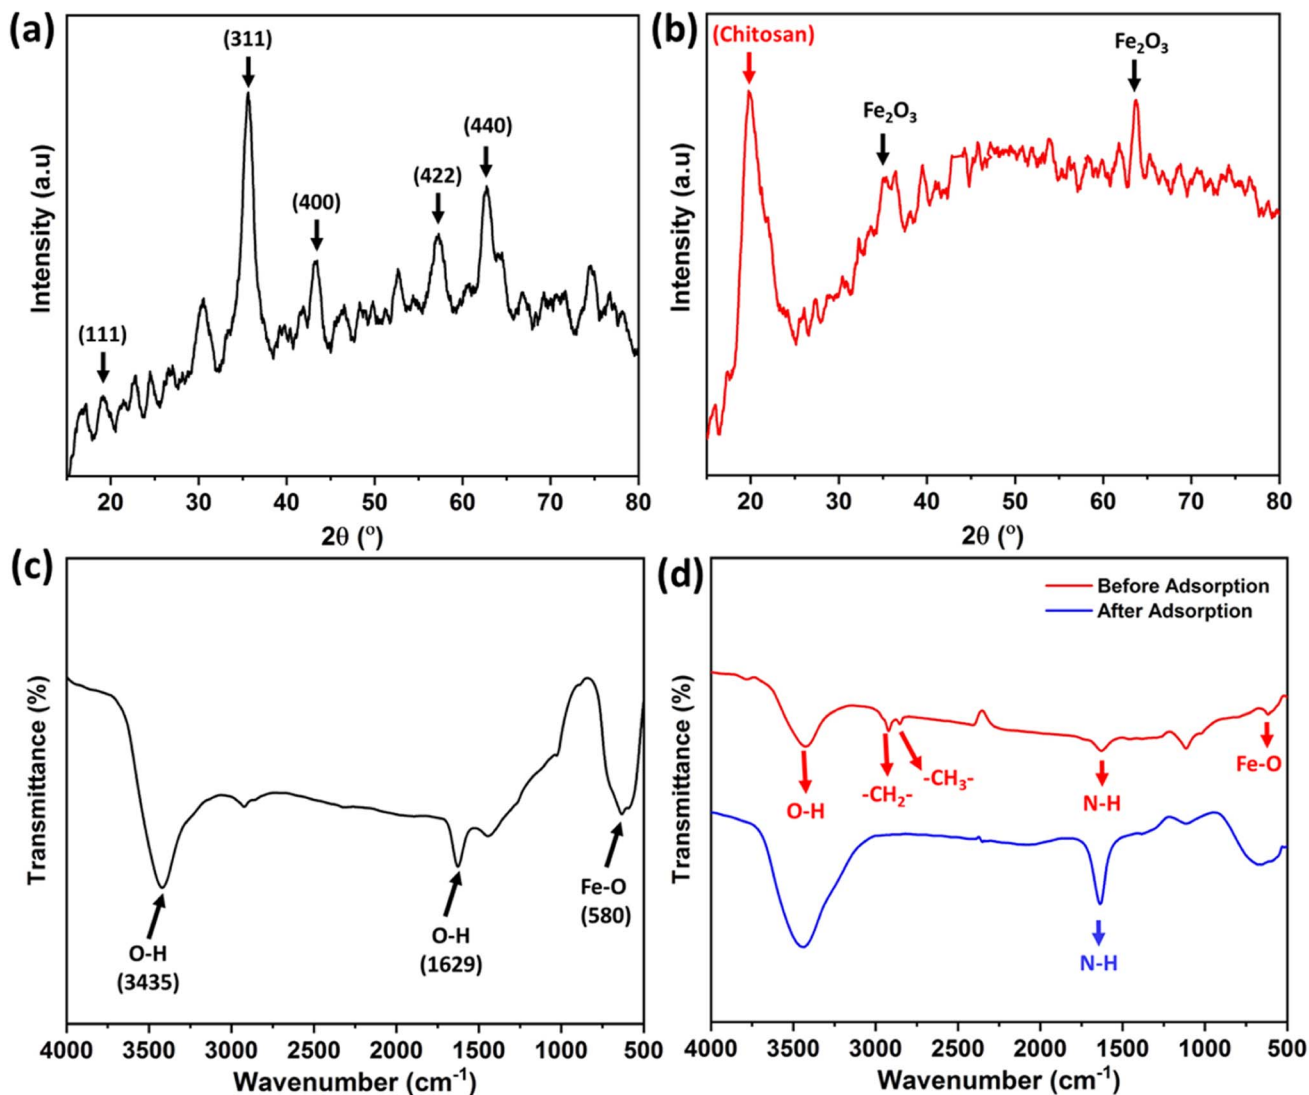 (a)
(311)
(440)
(422)
(400)
(111)
Intensity (a.u)
20 30 40 50 60 70 80
2θ (º)
(b)
(Chitosan)
Fe₂O₃
Fe₂O₃
Intensity (a.u)
20 30 40 50 60 70 80
2θ (º)
(c)
Transmittance (%)
O-H
(3435)
O-H
(1629)
Fe-O
(580)
4000 3500 3000 2500 2000 1500 1000 500
Wavenumber (cm⁻¹)
(d)
Before Adsorption
After Adsorption
Transmittance (%)
O-H
-CH₂-
-CH₃-
N-H
Fe-O
N-H
4000 3500 3000 2500 2000 1500 1000 500
Wavenumber (cm⁻¹)